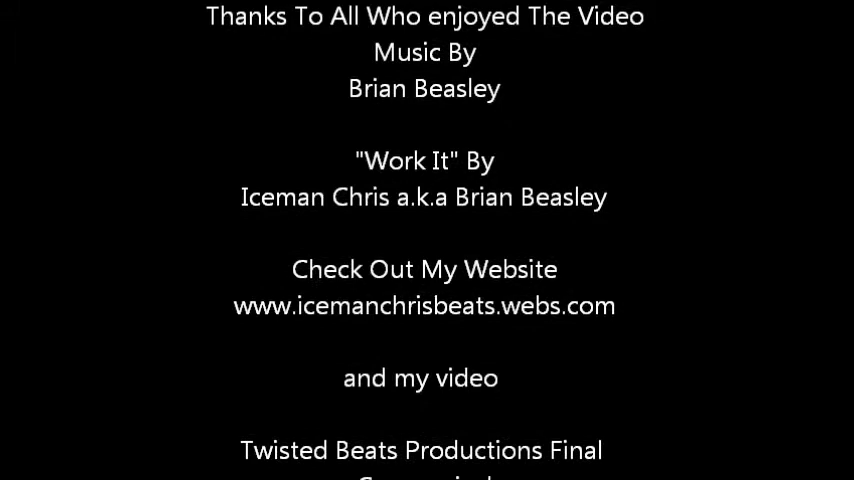 Thanks To All Who enjoyed The Video
Music By
Brian Beasley
"Work It" By
Iceman Chris a.k.a Brian Beasley
Check Out My Website
www.icemanchrisbeats.webs.com
and my video
Twisted Beats Productions Final